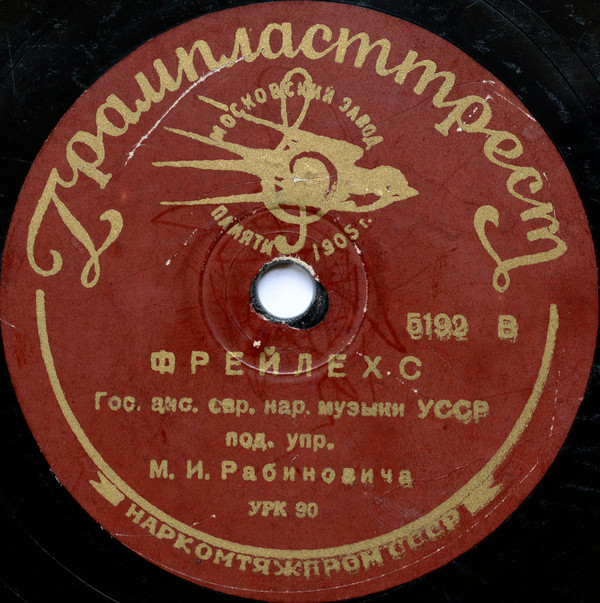 Грампласттрест
МОСКОВСКИЙ ЗАВОД
ПАМЯТИ 1905 г.
5192 В
ФРЕЙЛЕХС
Гос. анс. евр. нар. музыки УССР
под. упр.
М. И. Рабиновича
УРК 90
НАРКОМТЯЖПРОМ СССР